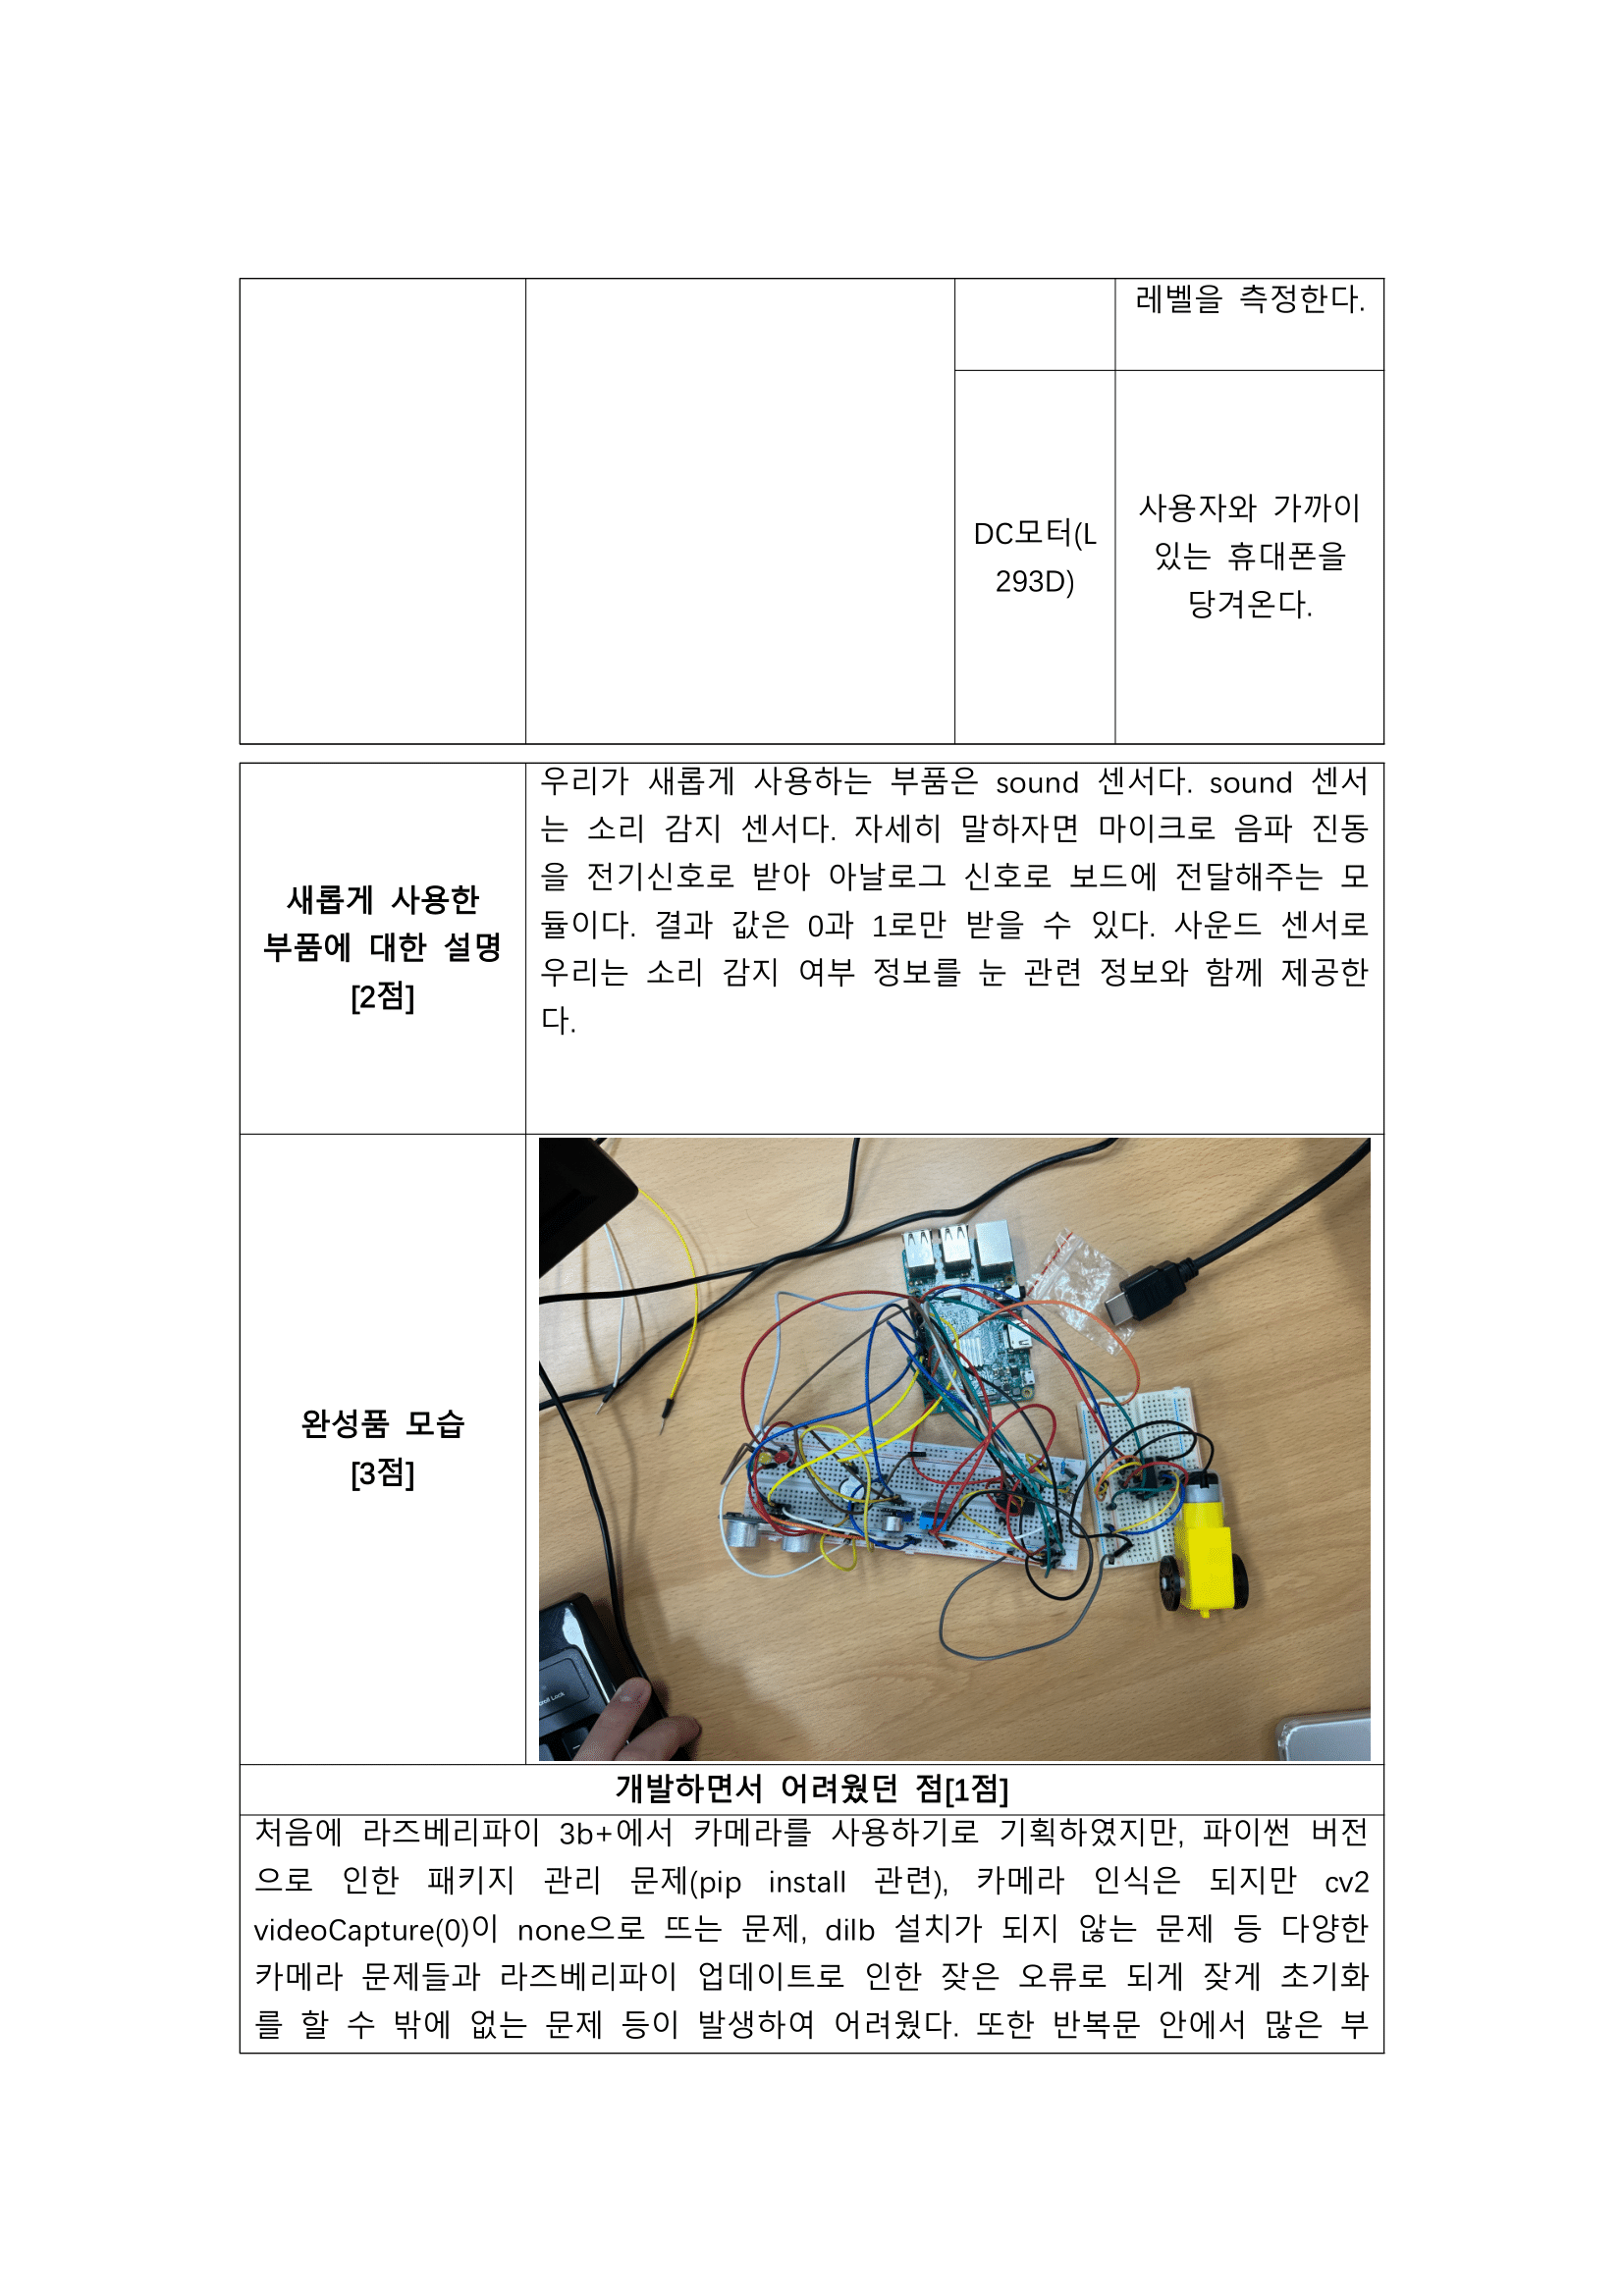 레벨을 측정한다.
DC모터(L
293D)
사용자와 가까이
있는 휴대폰을
당겨온다.
새롭게 사용한
부품에 대한 설명
[2점]
우리가 새롭게 사용하는 부품은 sound 센서다. sound 센서
는 소리 감지 센서다. 자세히 말하자면 마이크로 음파 진동
을 전기신호로 받아 아날로그 신호로 보드에 전달해주는 모
듈이다. 결과 값은 0과 1로만 받을 수 있다. 사운드 센서로
우리는 소리 감지 여부 정보를 눈 관련 정보와 함께 제공한
다.
완성품 모습
[3점]
Scroll Lock
개발하면서 어려웠던 점[1점]
처음에 라즈베리파이 3b+에서 카메라를 사용하기로 기획하였지만, 파이썬 버전
으로 인한 패키지 관리 문제(pip install 관련), 카메라 인식은 되지만 cv2
videoCapture(0)이 none으로 뜨는 문제, dilb 설치가 되지 않는 문제 등 다양한
카메라 문제들과 라즈베리파이 업데이트로 인한 잦은 오류로 되게 잦게 초기화
를 할 수 밖에 없는 문제 등이 발생하여 어려웠다. 또한 반복문 안에서 많은 부